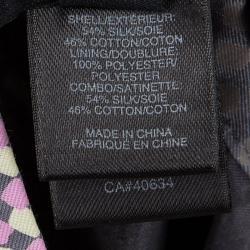 SHELL/EXTÉRIEUR:
54% SILK/SOIE
46% COTTON/COTON
LINING/DOUBLURE:
100% POLYESTER/
POLYESTER
COMBO/SATINETTE:
54% SILK/SOIE
46% COTTON/COTON
MADE IN CHINA
FABRIQUÉ EN CHINE
CA#40634